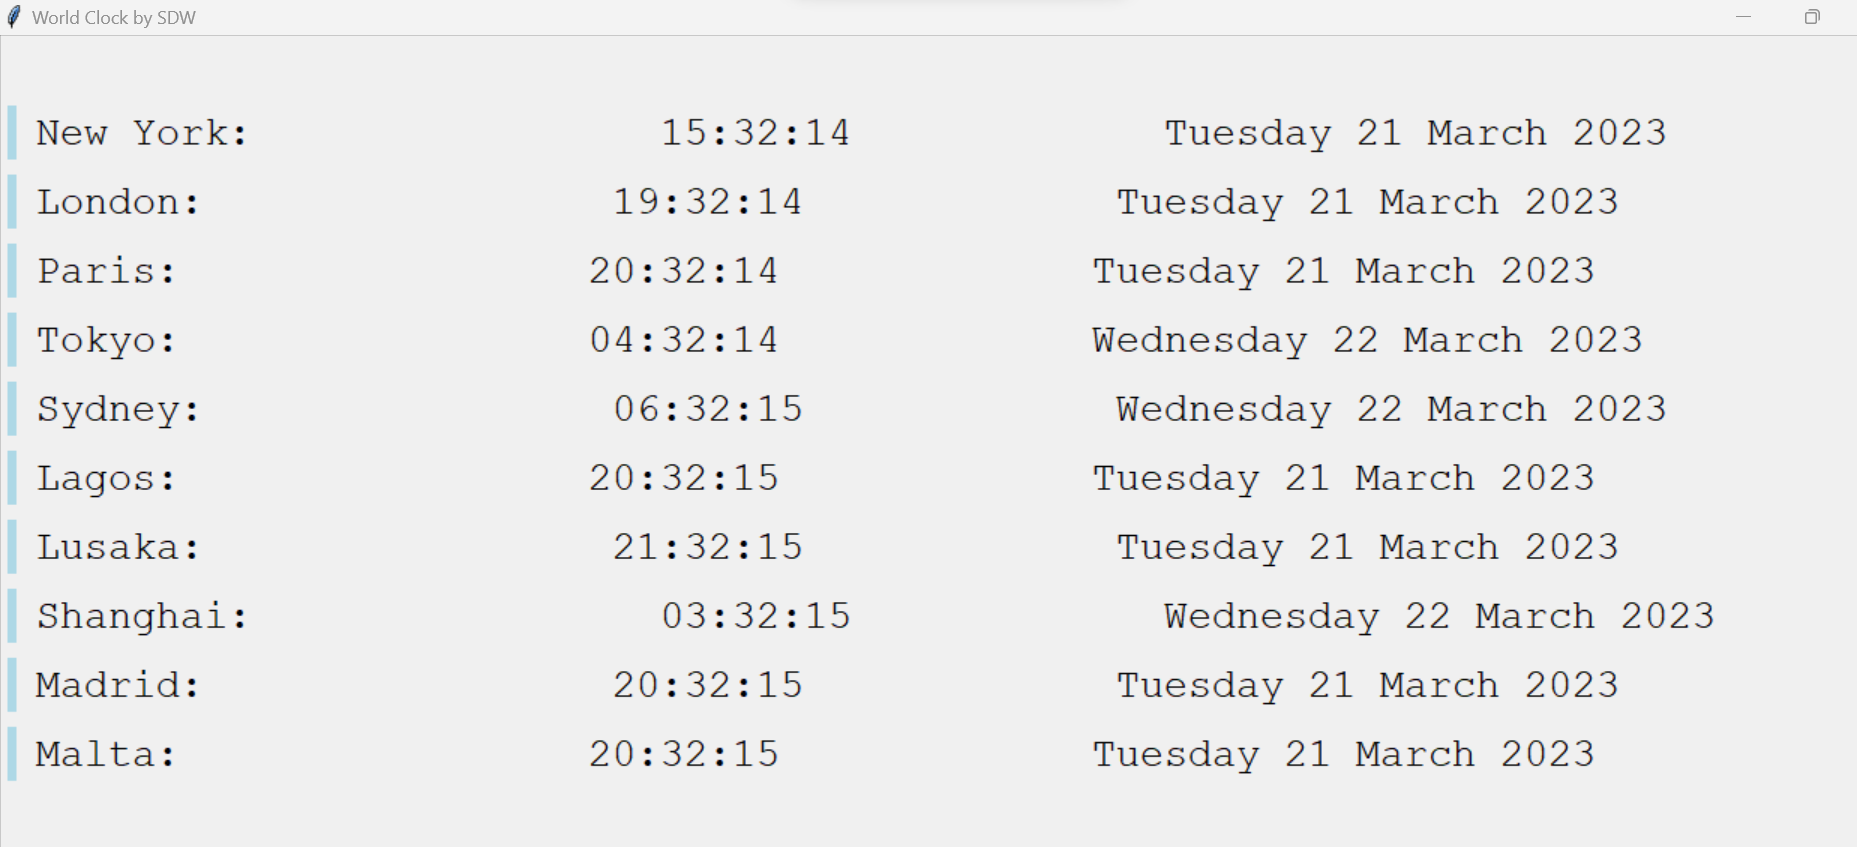 World Clock by SDW
New York: 15:32:14 Tuesday 21 March 2023
London: 19:32:14 Tuesday 21 March 2023
Paris: 20:32:14 Tuesday 21 March 2023
Tokyo: 04:32:14 Wednesday 22 March 2023
Sydney: 06:32:15 Wednesday 22 March 2023
Lagos: 20:32:15 Tuesday 21 March 2023
Lusaka: 21:32:15 Tuesday 21 March 2023
Shanghai: 03:32:15 Wednesday 22 March 2023
Madrid: 20:32:15 Tuesday 21 March 2023
Malta: 20:32:15 Tuesday 21 March 2023